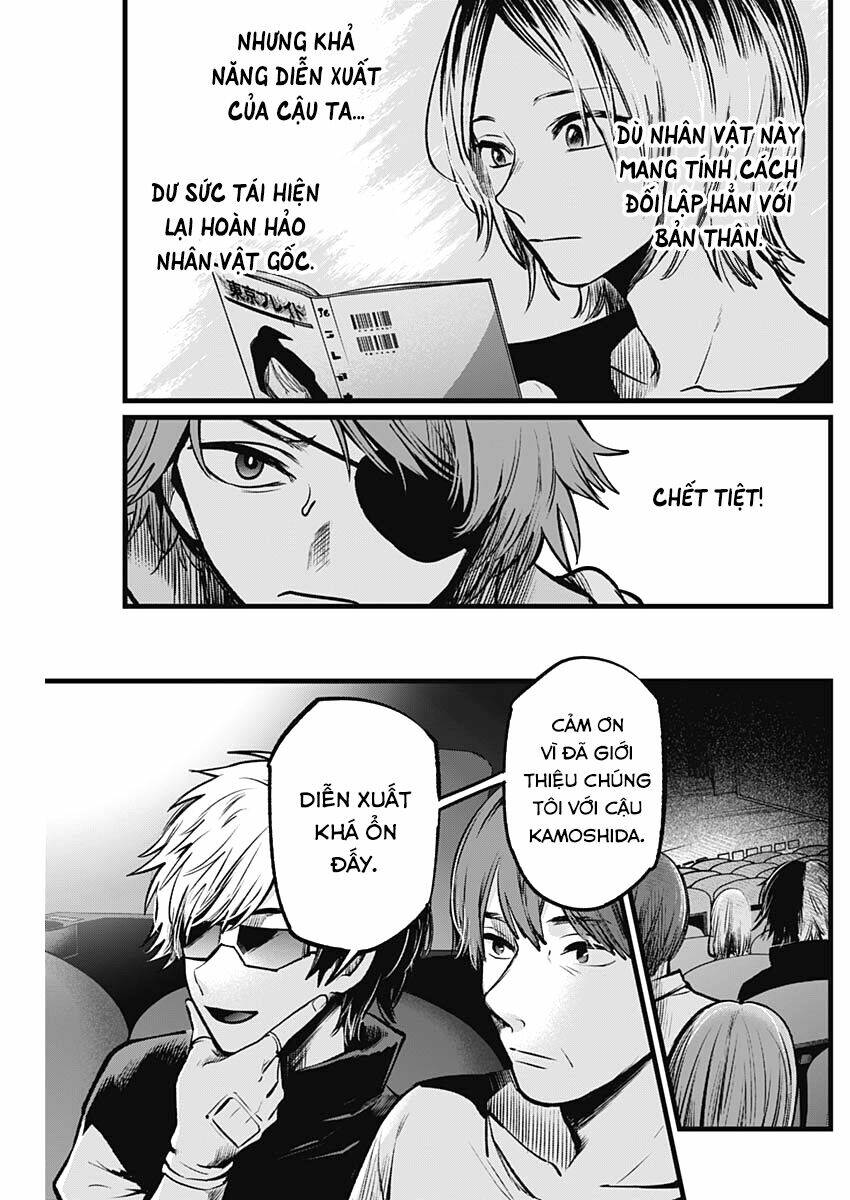 DÙ NHÂN VẬT NÀY
MANG TÍNH CÁCH
ĐỐI LẬP HẲN VỚI
BẢN THÂN.
NHƯNG KHẢ
NĂNG DIỄN XUẤT
CỦA CẬU TA...
DƯ SỨC TÁI HIỆN
LẠI HOÀN HẢO
NHÂN VẬT GỐC.
東京ブレイド
CHẾT TIỆT!
CẢM ƠN
VÌ ĐÃ GIỚI
THIỆU CHÚNG
TÔI VỚI CẬU
KAMOSHIDA.
DIỄN XUẤT
KHÁ ỔN
ĐẤY.